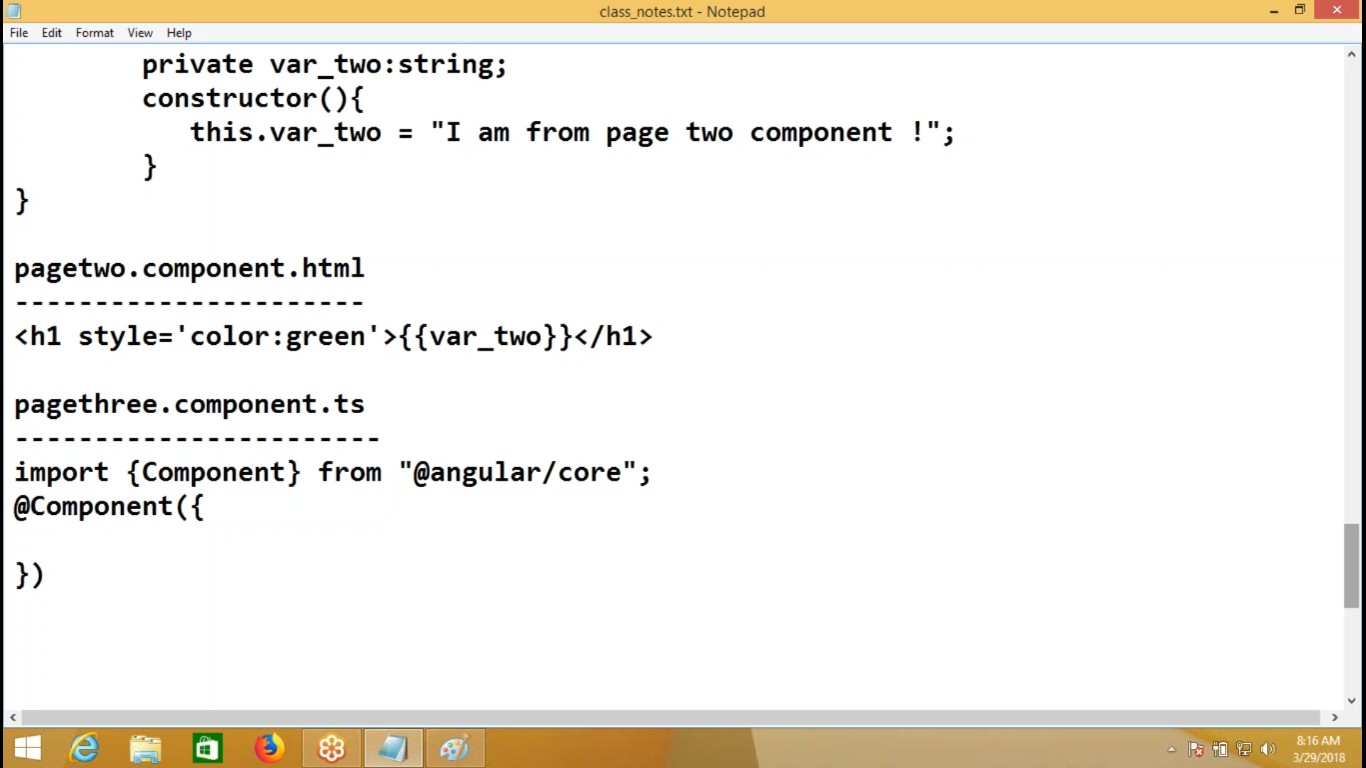 class_notes.txt - Notepad
File Edit Format View Help
private var_two:string;
constructor(){
this.var_two = "I am from page two component !";
}
}
pagetwo.component.html
----------------------
<h1 style='color:green'>{{var_two}}</h1>
pagethree.component.ts
-----------------------
import {Component} from "@angular/core";
@Component({
})
8:16 AM
3/29/2018